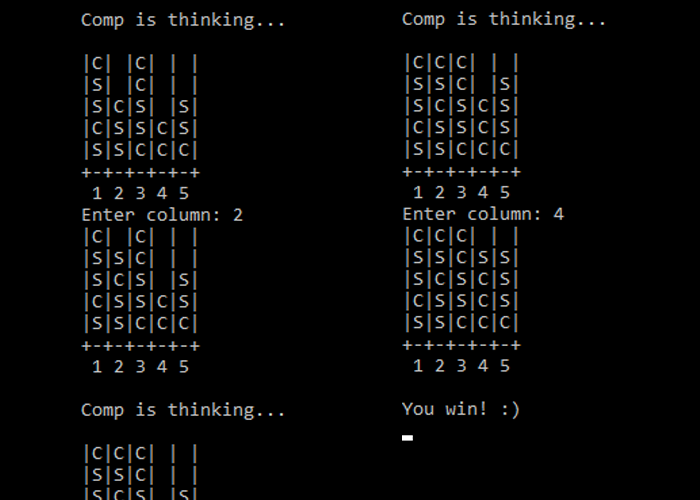 Comp is thinking...
|C| |C| | |
|S| |C| | |
|S|C|S| |S|
|C|S|S|C|S|
|S|S|C|C|C|
+-+-+-+-+-+
1 2 3 4 5
Enter column: 2
|C| |C| | |
|S|S|C| | |
|S|C|S| |S|
|C|S|S|C|S|
|S|S|C|C|C|
+-+-+-+-+-+
1 2 3 4 5
Comp is thinking...
|C|C|C| | |
|S|S|C| | |
|S|C|S| |S|
Comp is thinking...
|C|C|C| | |
|S|S|C| |S|
|S|C|S|C|S|
|C|S|S|C|S|
|S|S|C|C|C|
+-+-+-+-+-+
1 2 3 4 5
Enter column: 4
|C|C|C| | |
|S|S|C|S|S|
|S|C|S|C|S|
|C|S|S|C|S|
|S|S|C|C|C|
+-+-+-+-+-+
1 2 3 4 5
You win! :)